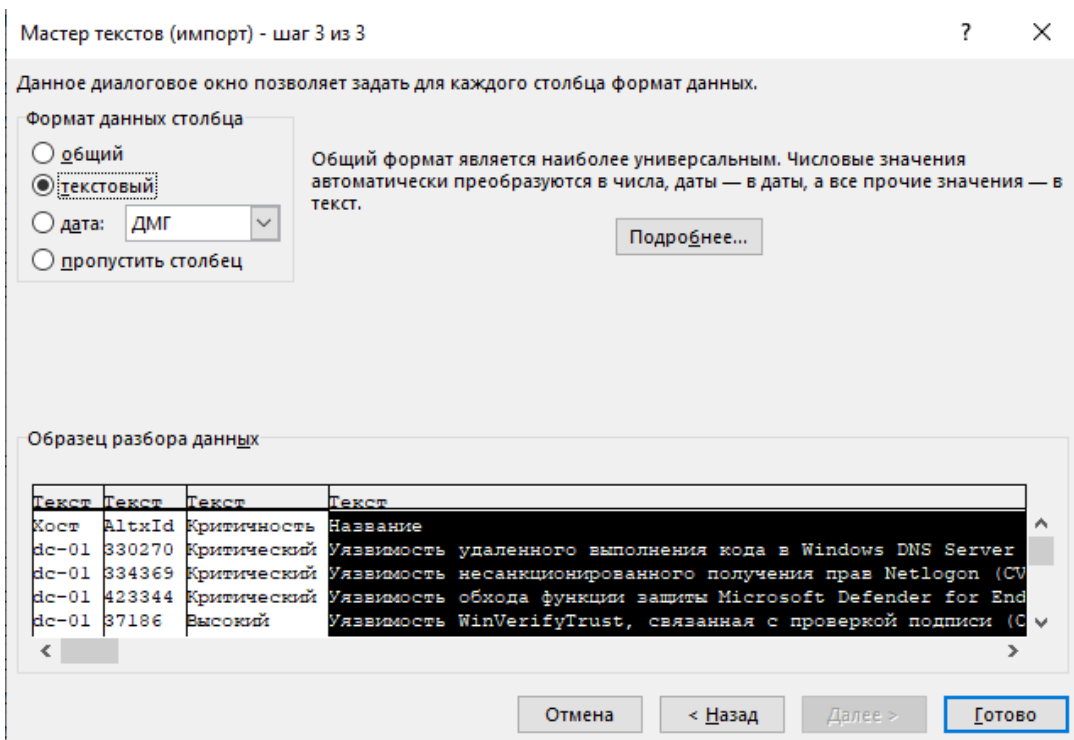 Мастер текстов (импорт) - шаг 3 из 3
Данное диалоговое окно позволяет задать для каждого столбца формат данных.
Формат данных столбца
общий
текстовый
дата: ДМГ
пропустить столбец
Общий формат является наиболее универсальным. Числовые значения
автоматически преобразуются в числа, даты — в даты, а все прочие значения — в
текст.
Подробнее...
Образец разбора данных
Текст Текст Текст Текст
Хост AltxId Критичность Название
dc-01 330270 Критический Уязвимость удаленного выполнения кода в Windows DNS Server
dc-01 334369 Критический Уязвимость несанкционированного получения прав Netlogon (CV
dc-01 423344 Критический Уязвимость обхода функции защиты Microsoft Defender for End
dc-01 37186 Высокий Уязвимость WinVerifyTrust, связанная с проверкой подписи (C
Отмена < Назад Далее > Готово